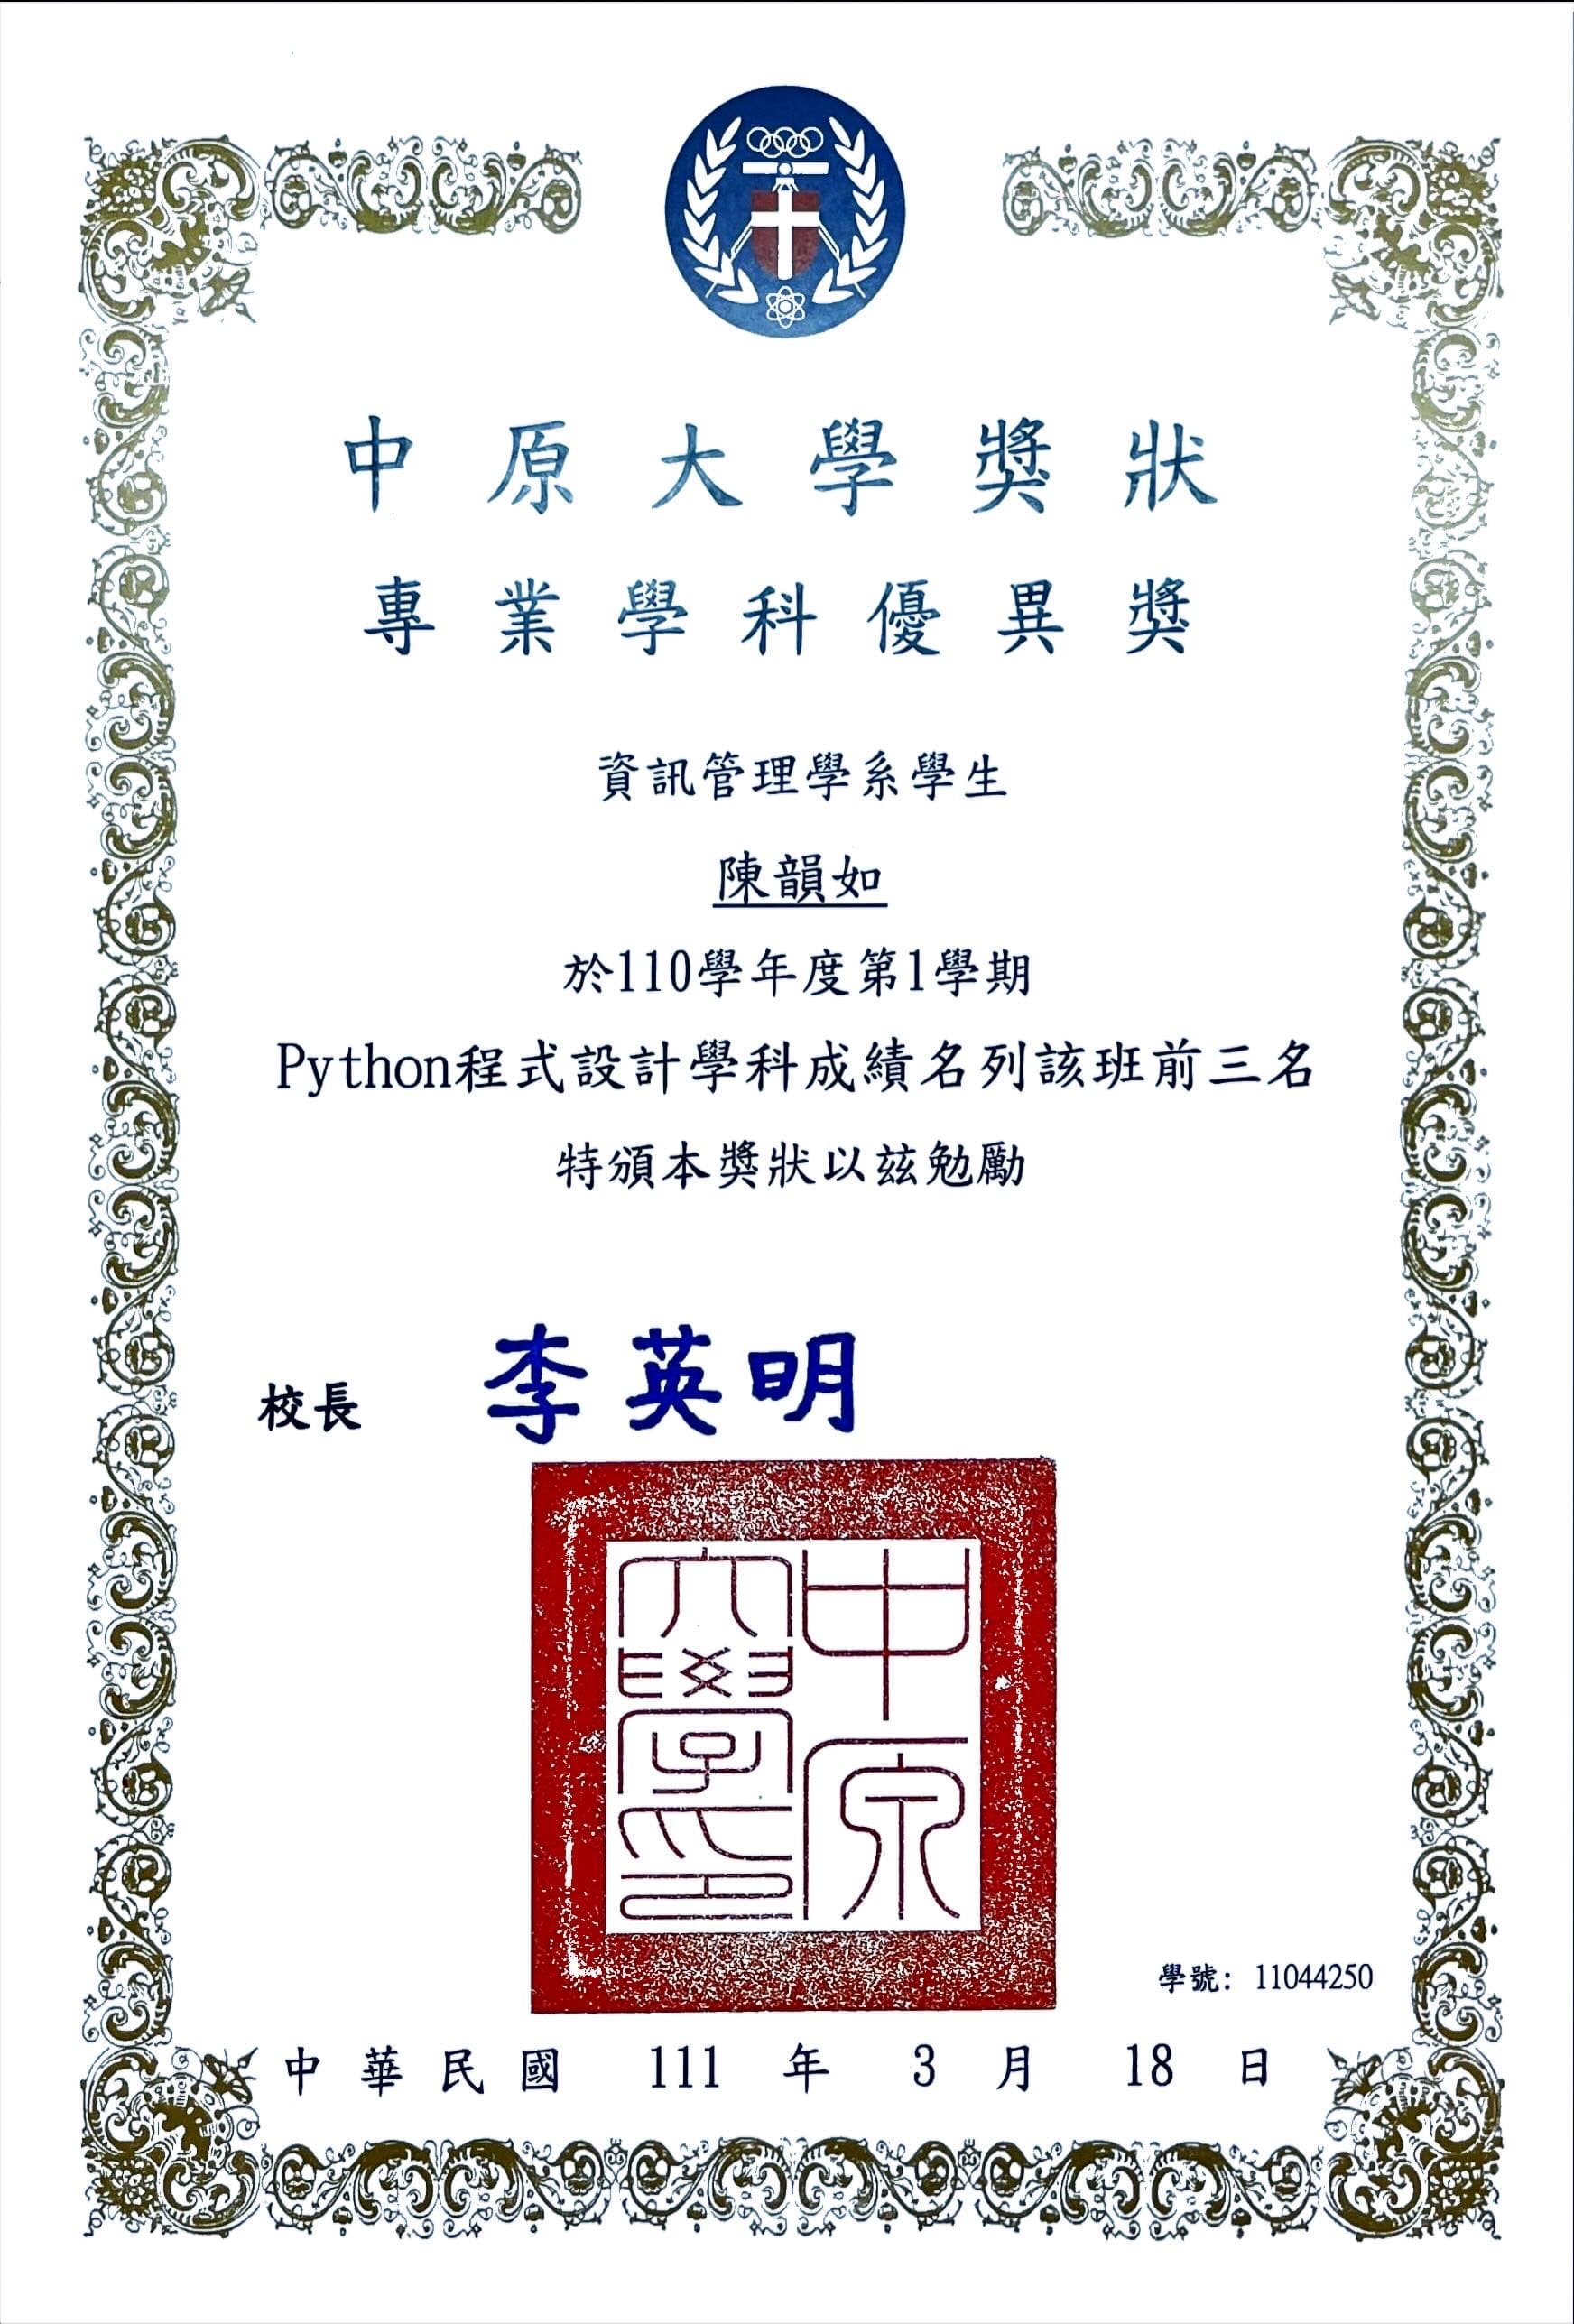 中原大學獎狀
專業學科優異獎
資訊管理學系學生
陳韻如
於110學年度第1學期
Python程式設計學科成績名列該班前三名
特頒本獎狀以茲勉勵
校長 李英明
中原
大學印
學號: 11044250
中華民國 111 年 3 月 18 日